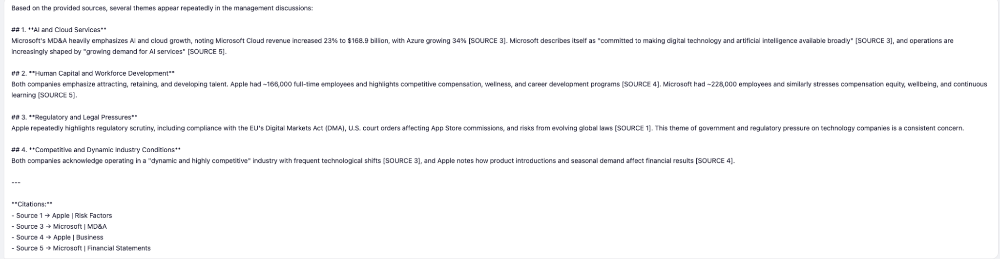 Based on the provided sources, several themes appear repeatedly in the management discussions:
## 1. **AI and Cloud Services**
Microsoft's MD&A heavily emphasizes AI and cloud growth, noting Microsoft Cloud revenue increased 23% to $168.9 billion, with Azure growing 34% [SOURCE 3]. Microsoft describes itself as "committed to making digital technology and artificial intelligence available broadly" [SOURCE 3], and operations are
increasingly shaped by "growing demand for AI services" [SOURCE 5].
## 2. **Human Capital and Workforce Development**
Both companies emphasize attracting, retaining, and developing talent. Apple had ~166,000 full-time employees and highlights competitive compensation, wellness, and career development programs [SOURCE 4]. Microsoft had ~228,000 employees and similarly stresses compensation equity, wellbeing, and continuous
learning [SOURCE 5].
## 3. **Regulatory and Legal Pressures**
Apple repeatedly highlights regulatory scrutiny, including compliance with the EU's Digital Markets Act (DMA), U.S. court orders affecting App Store commissions, and risks from evolving global laws [SOURCE 1]. This theme of government and regulatory pressure on technology companies is a consistent concern.
## 4. **Competitive and Dynamic Industry Conditions**
Both companies acknowledge operating in a "dynamic and highly competitive" industry with frequent technological shifts [SOURCE 3], and Apple notes how product introductions and seasonal demand affect financial results [SOURCE 4].
---
**Citations:**
- Source 1 → Apple | Risk Factors
- Source 3 → Microsoft | MD&A
- Source 4 → Apple | Business
- Source 5 → Microsoft | Financial Statements